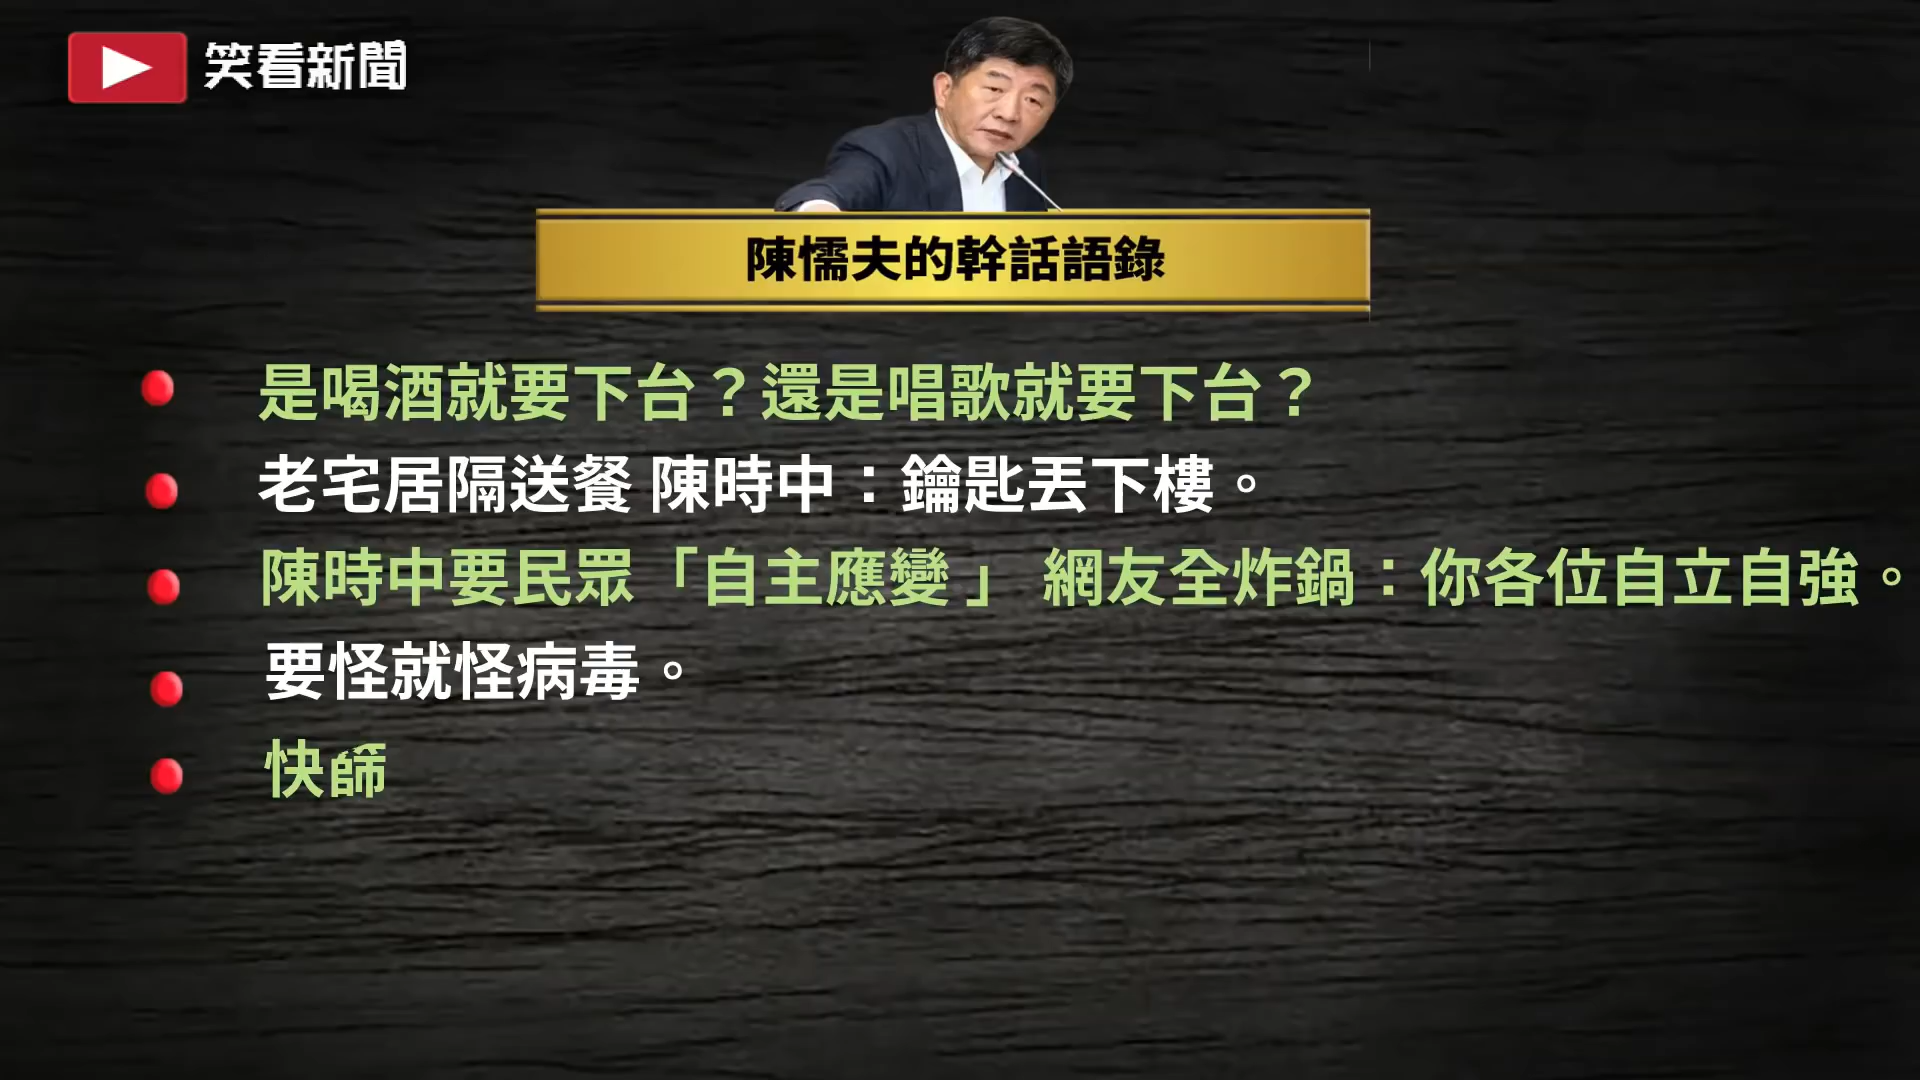 笑看新聞
陳懦夫的幹話語錄
是喝酒就要下台？還是唱歌就要下台？
老宅居隔送餐 陳時中：鑰匙丟下樓。
陳時中要民眾「自主應變」 網友全炸鍋：你各位自立自強。
要怪就怪病毒。
快篩